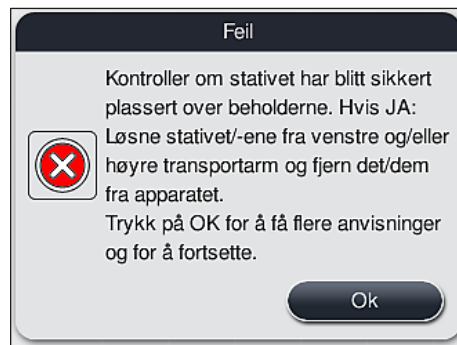 Feil
Kontroller om stativet har blitt sikkert
plassert over beholderne. Hvis JA:
Løsne stativet/-ene fra venstre og/eller
høyre transportarm og fjern det/dem
fra apparatet.
Trykk på OK for å få flere anvisninger
og for å fortsette.
Ok